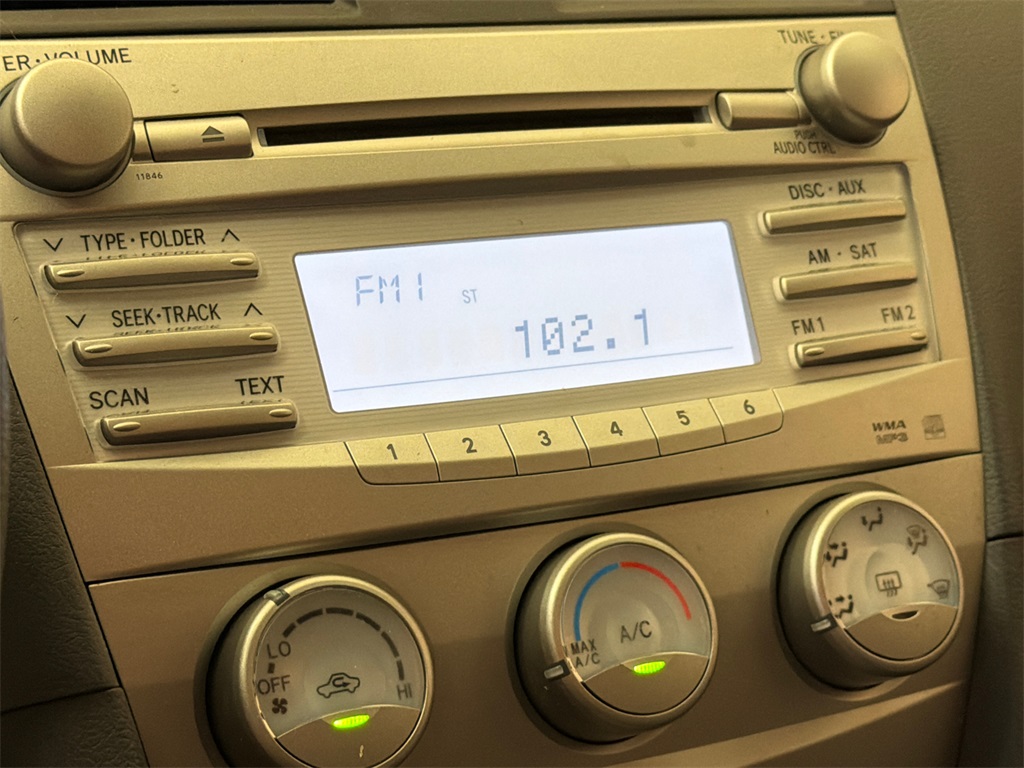 ER·VOLUME
TUNE·
PUSH
AUDIO CTRL
11846
TYPE·FOLDER
SEEK·TRACK
SCAN TEXT
FM1 ST
102.1
DISC·AUX
AM·SAT
FM1 FM2
1 2 3 4 5 6
WMA
MP3
LO
OFF
HI
MAX
A/C
A/C